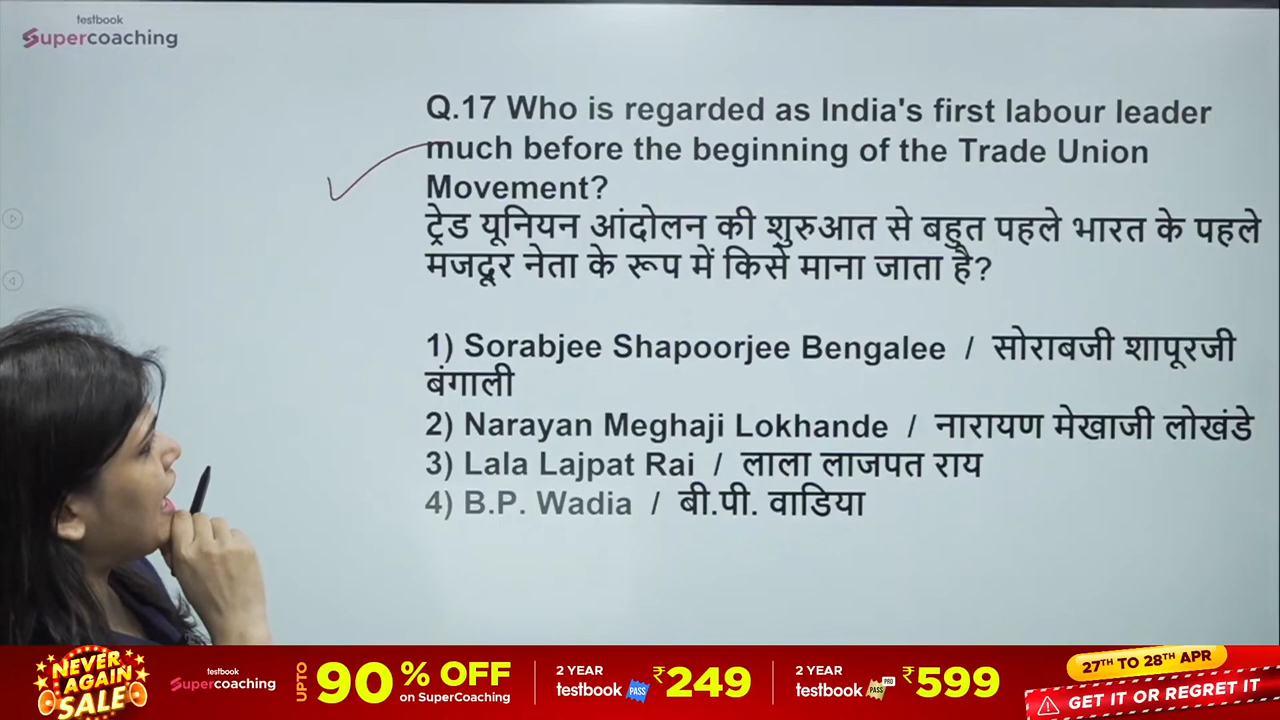 testbook
Supercoaching
Q.17 Who is regarded as India's first labour leader
much before the beginning of the Trade Union
Movement?
ट्रेड यूनियन आंदोलन की शुरुआत से बहुत पहले भारत के पहले
मजदूर नेता के रूप में किसे माना जाता है?
1) Sorabjee Shapoorjee Bengalee / सोराबजी शापूरजी
बंगाली
2) Narayan Meghaji Lokhande / नारायण मेखाजी लोखंडे
3) Lala Lajpat Rai / लाला लाजपत राय
4) B.P. Wadia / बी.पी. वाडिया
NEVER
AGAIN
SALE
testbook
Supercoaching
UPTO
90% OFF
on SuperCoaching
2 YEAR
testbook PASS
₹249
2 YEAR
testbook PASS PRO
₹599
27TH TO 28TH APR
GET IT OR REGRET IT